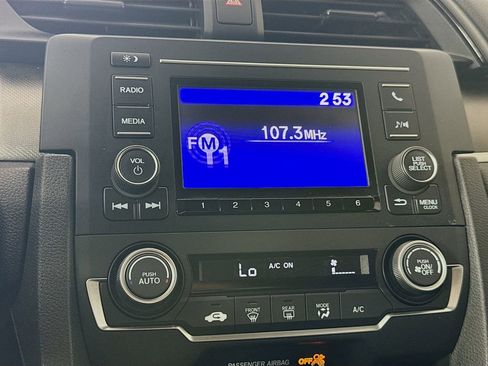 2 53
RADIO
107.3MHz
MEDIA
FM1
VOL
LIST
PUSH
SELECT
1 2 3 4 5 6
MENU
CLOCK
PUSH
AUTO
Lo A/C ON
PUSH
ON/
OFF
FRONT REAR MODE
A/C
PASSENGER AIRBAG OFF